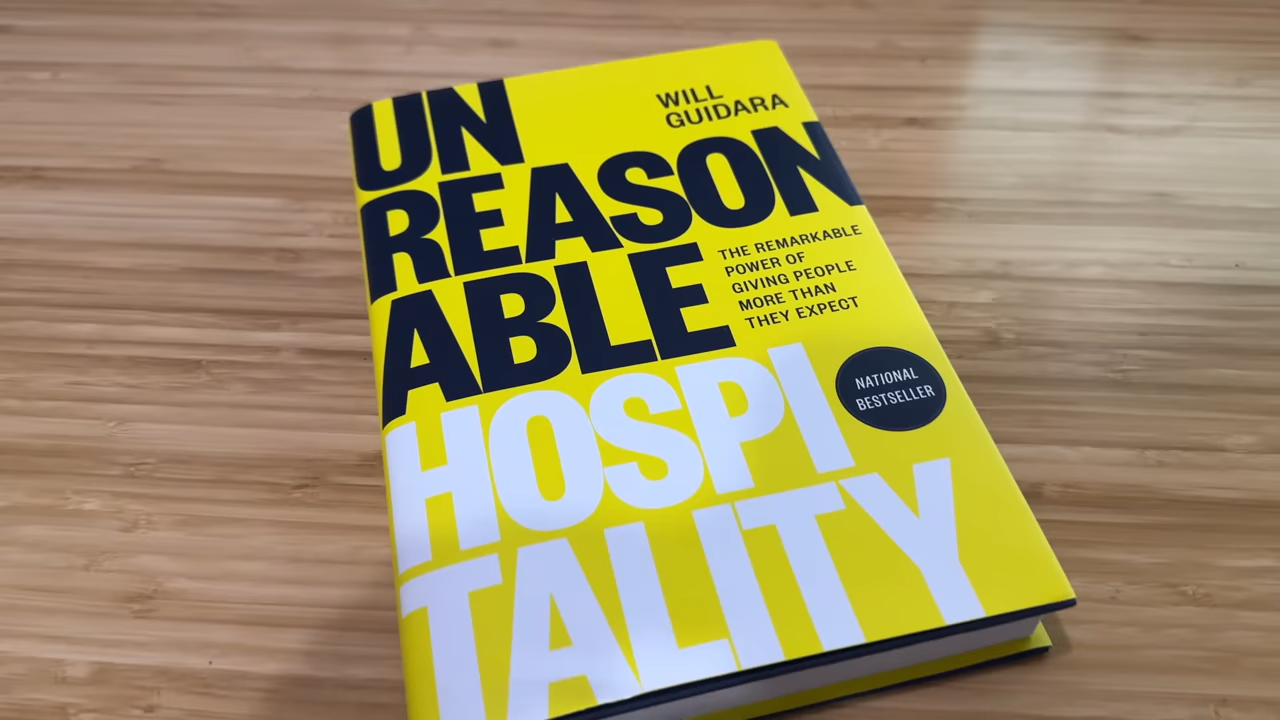 UN
WILL
GUIDARA
REASON
ABLE
THE REMARKABLE
POWER OF
GIVING PEOPLE
MORE THAN
THEY EXPECT
HOSPI
NATIONAL
BESTSELLER
TALITY